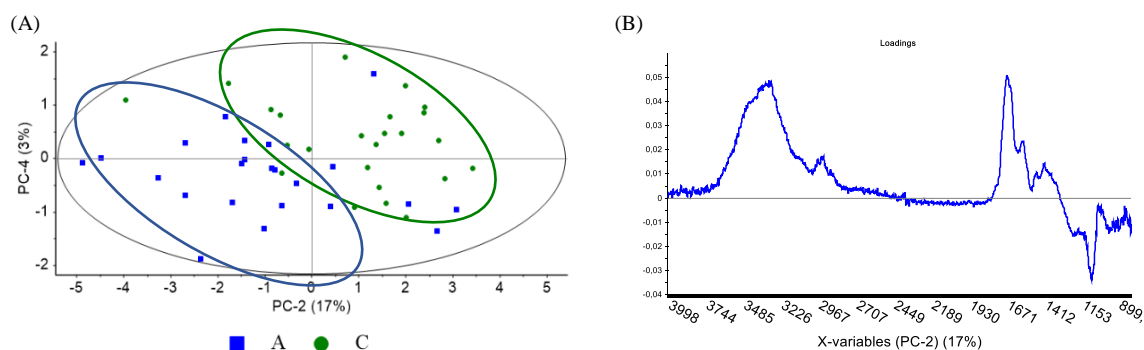 (A)
2
1
0
-1
-2
PC-4 (3%)
-5 -4 -3 -2 -1 0 1 2 3 4 5
PC-2 (17%)
A C
(B)
Loadings
0,05
0,04
0,03
0,02
0,01
0
-0,01
-0,02
-0,03
-0,04
3998 3744 3485 3226 2967 2707 2449 2189 1930 1671 1412 1153 899
X-variables (PC-2) (17%)